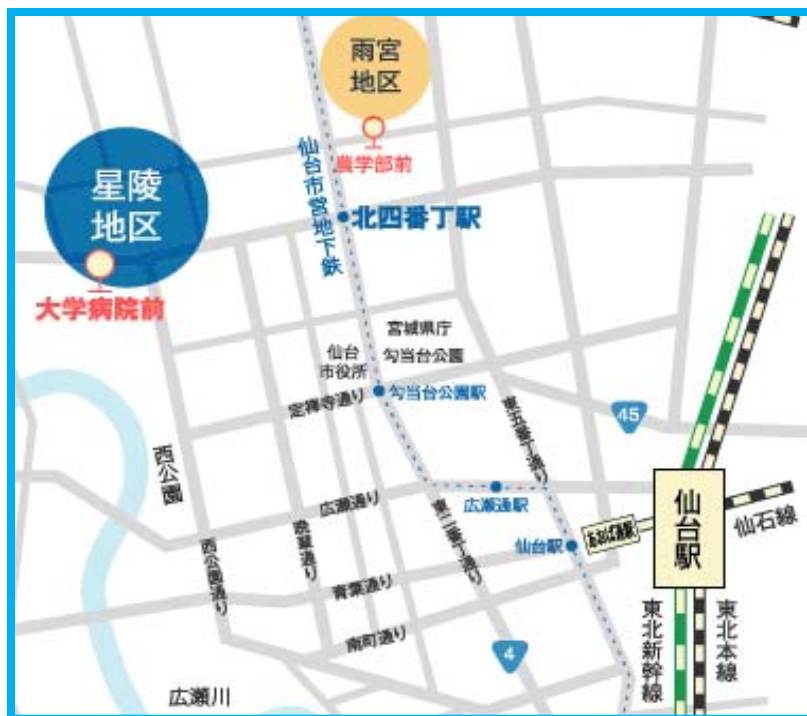 雨宮
地区
農学部前
星陵
地区
大学病院前
仙台市営地下鉄
北四番丁駅
宮城県庁
勾当台公園
仙台
市役所
勾当台公園駅
定禅寺通り
東五番丁通り
45
西公園
広瀬通り
広瀬通駅
晩翠通り
東二番丁通り
仙台駅
あおば通駅
仙台駅
仙石線
西公園通り
青葉通り
南町通り
4
東北新幹線
東北本線
広瀬川